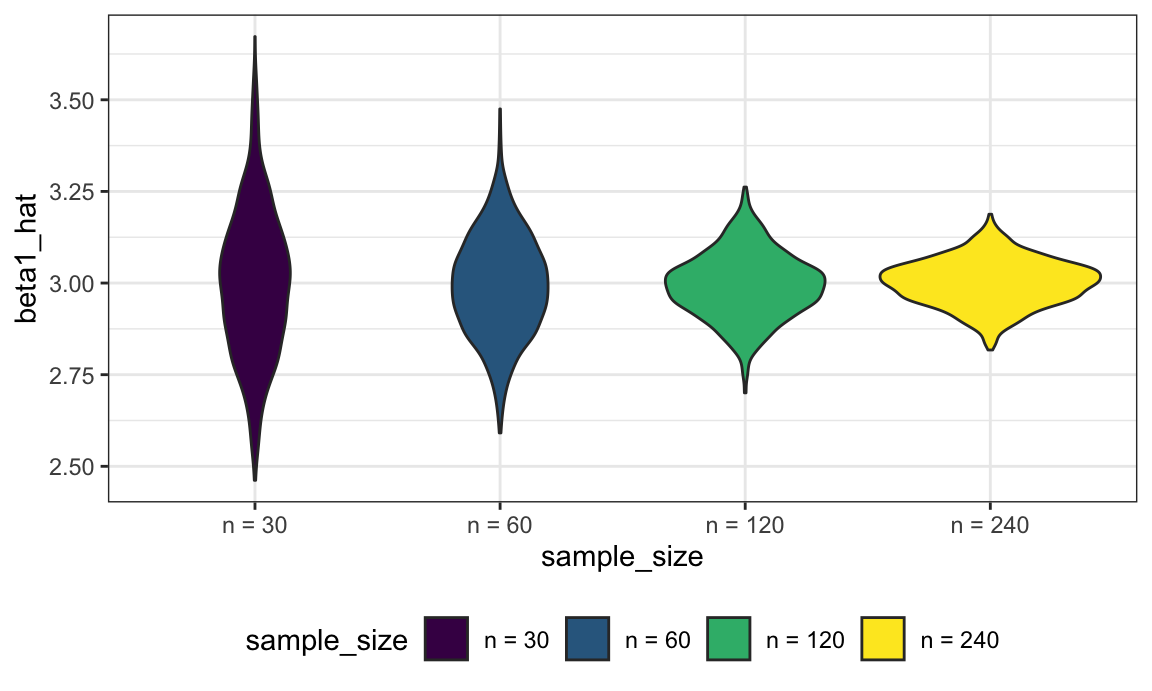 3.50
3.25
3.00
2.75
2.50
beta1_hat
n = 30 n = 60 n = 120 n = 240
sample_size
sample_size n = 30 n = 60 n = 120 n = 240